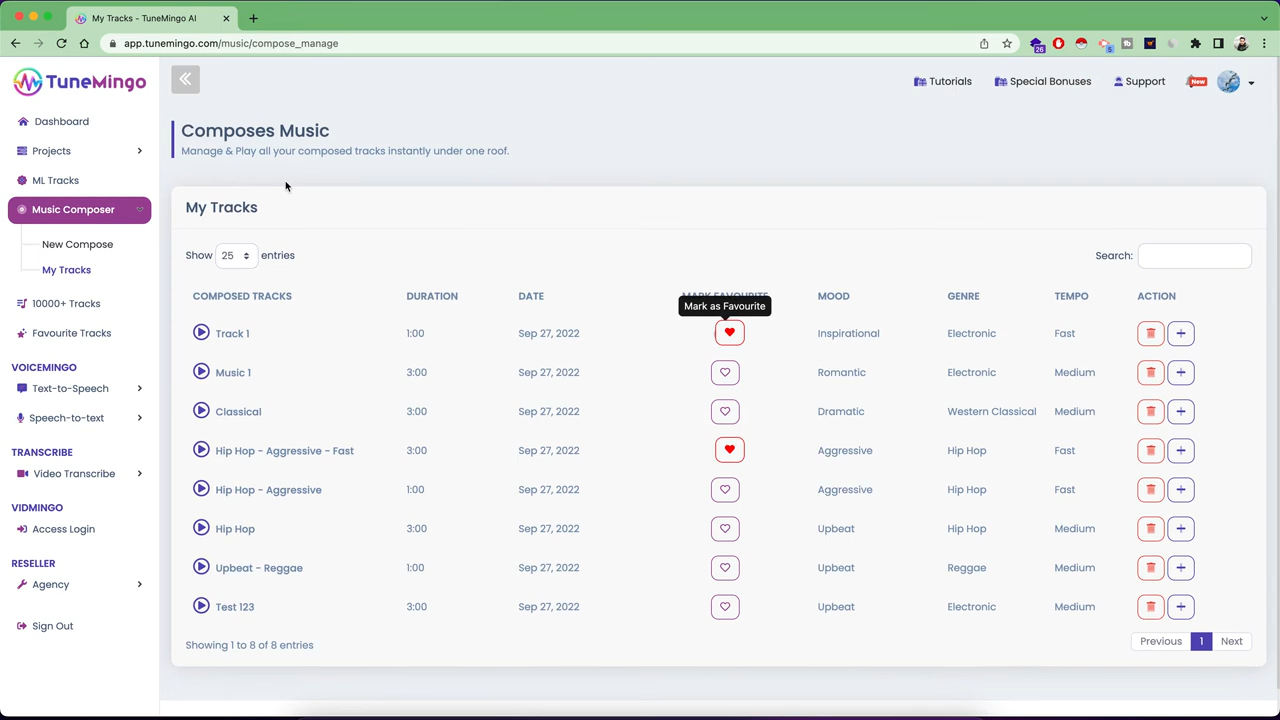 My Tracks - TuneMingo AI
app.tunemingo.com/music/compose_manage
26
5
TuneMingo
Tutorials
Special Bonuses
Support
New
Dashboard
Projects
ML Tracks
Music Composer
New Compose
My Tracks
10000+ Tracks
Favourite Tracks
VOICEMINGO
Text-to-Speech
Speech-to-text
TRANSCRIBE
Video Transcribe
VIDMINGO
Access Login
RESELLER
Agency
Sign Out
Composes Music
Manage & Play all your composed tracks instantly under one roof.
My Tracks
Show 25 entries
Search:
COMPOSED TRACKS DURATION DATE MARK FAVOURITE MOOD GENRE TEMPO ACTION
Mark as Favourite
Track 1 1:00 Sep 27, 2022 Inspirational Electronic Fast
Music 1 3:00 Sep 27, 2022 Romantic Electronic Medium
Classical 3:00 Sep 27, 2022 Dramatic Western Classical Medium
Hip Hop - Aggressive - Fast 3:00 Sep 27, 2022 Aggressive Hip Hop Fast
Hip Hop - Aggressive 1:00 Sep 27, 2022 Aggressive Hip Hop Fast
Hip Hop 3:00 Sep 27, 2022 Upbeat Hip Hop Medium
Upbeat - Reggae 1:00 Sep 27, 2022 Upbeat Reggae Medium
Test 123 3:00 Sep 27, 2022 Upbeat Electronic Medium
Showing 1 to 8 of 8 entries
Previous 1 Next